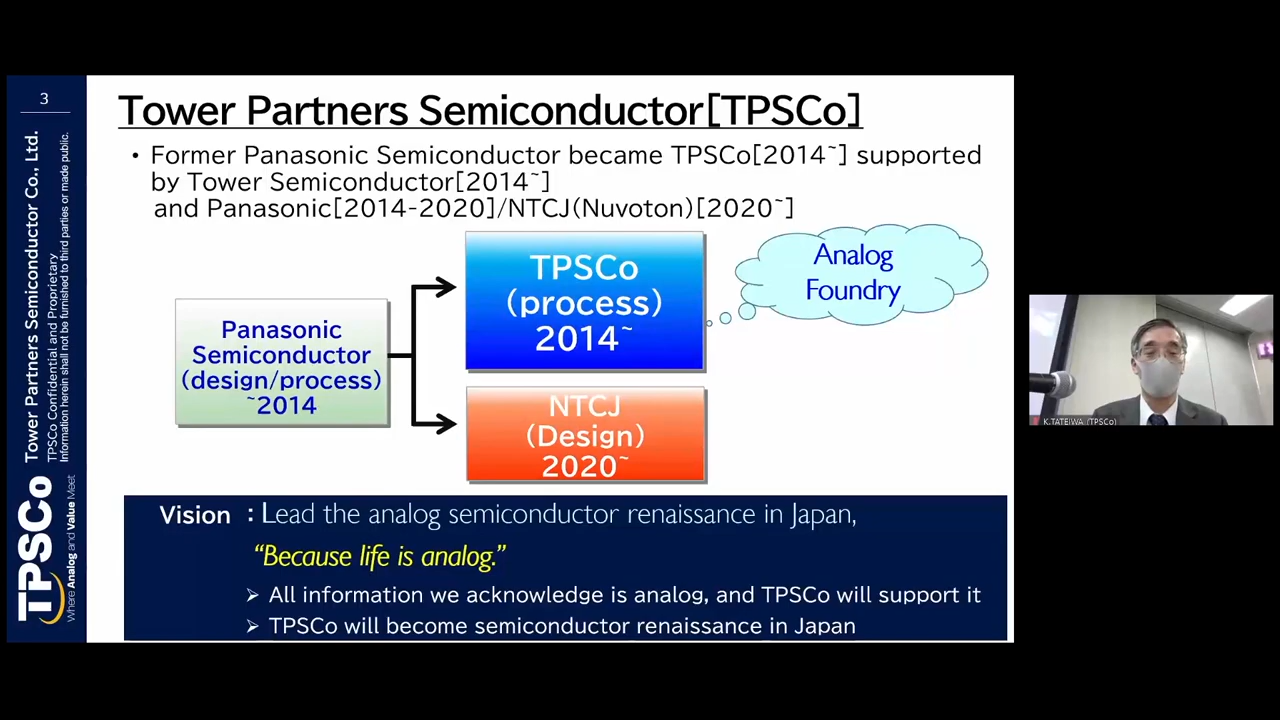 3
Tower Partners Semiconductor Co., Ltd.
TPSCo Confidential and Proprietary
Information herein shall not be furnished to third parties or made public.
TPSCo
Where Analog and Value Meet
Tower Partners Semiconductor[TPSCo]
• Former Panasonic Semiconductor became TPSCo[2014~] supported
by Tower Semiconductor[2014~]
and Panasonic[2014-2020]/NTCJ(Nuvoton)[2020~]
Panasonic
Semiconductor
(design/process)
~2014
TPSCo
(process)
2014~
Analog
Foundry
NTCJ
(Design)
2020~
Vision : Lead the analog semiconductor renaissance in Japan,
“Because life is analog.”
➢ All information we acknowledge is analog, and TPSCo will support it
➢ TPSCo will become semiconductor renaissance in Japan
K.TATEIWA (TPSCo)